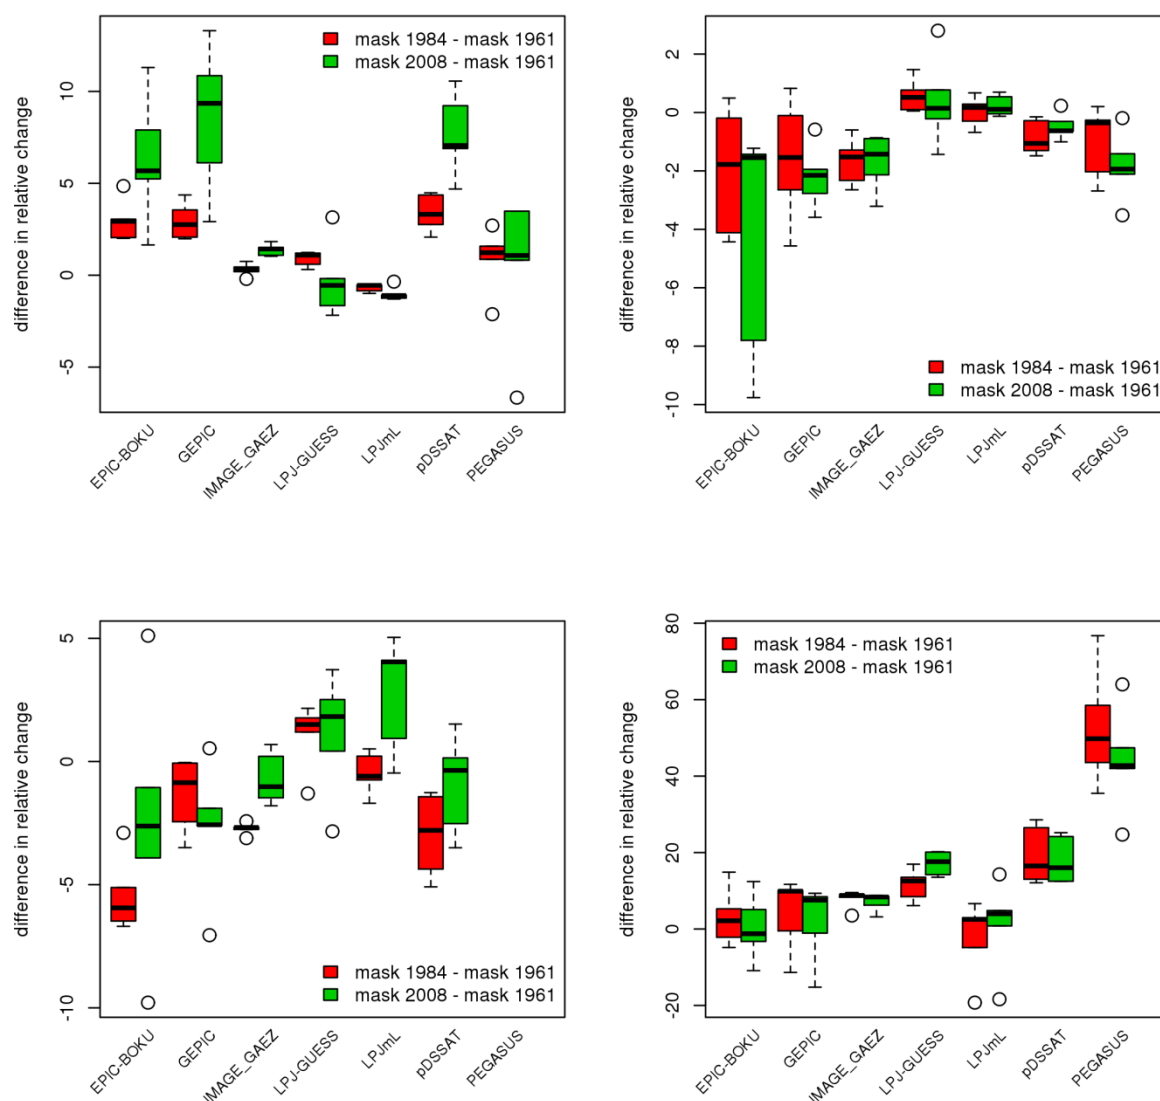 difference in relative change
10
5
0
-5
mask 1984 - mask 1961
mask 2008 - mask 1961
EPIC-BOKU
GEPIC
IMAGE_GAEZ
LPJ-GUESS
LPJmL
pDSSAT
PEGASUS
difference in relative change
2
0
-2
-4
-6
-8
-10
mask 1984 - mask 1961
mask 2008 - mask 1961
EPIC-BOKU
GEPIC
IMAGE_GAEZ
LPJ-GUESS
LPJmL
pDSSAT
PEGASUS
difference in relative change
5
0
-5
-10
mask 1984 - mask 1961
mask 2008 - mask 1961
EPIC-BOKU
GEPIC
IMAGE_GAEZ
LPJ-GUESS
LPJmL
pDSSAT
PEGASUS
difference in relative change
80
60
40
20
0
-20
mask 1984 - mask 1961
mask 2008 - mask 1961
EPIC-BOKU
GEPIC
IMAGE_GAEZ
LPJ-GUESS
LPJmL
pDSSAT
PEGASUS